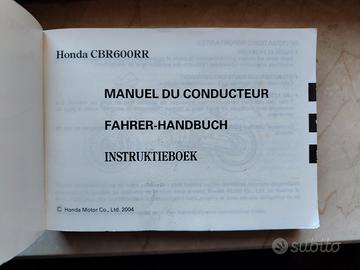 Honda CBR600RR
MANUEL DU CONDUCTEUR
FAHRER-HANDBUCH
INSTRUKTIEBOEK
© Honda Motor Co., Ltd. 2004
subito